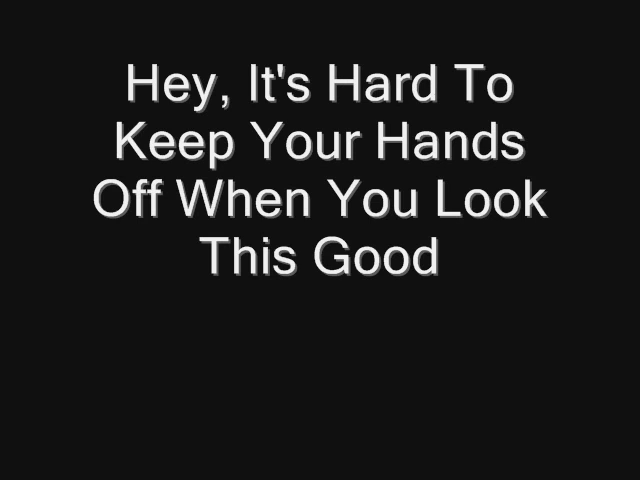 Hey, It's Hard To
Keep Your Hands
Off When You Look
This Good